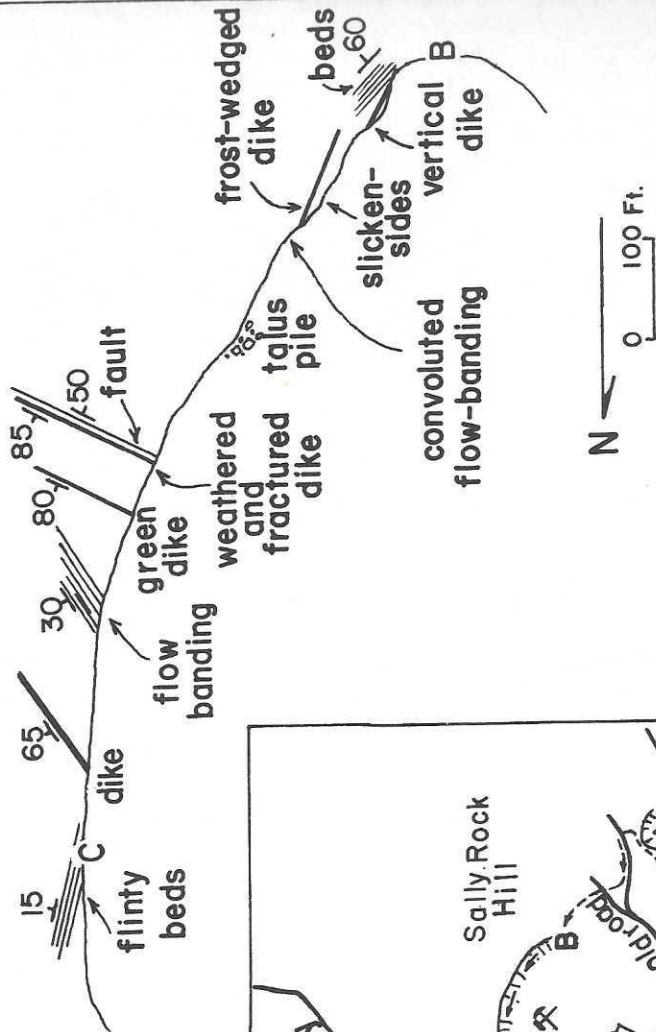 15
C
flinty
beds
65
dike
30
flow
banding
80
green
dike
85
50
fault
weathered
and
fractured
dike
talus
pile
convoluted
flow-banding
frost-wedged
dike
slicken-
sides
vertical
dike
beds
60
B
N
0 100 Ft.
Sally Rock
Hill
B
old road